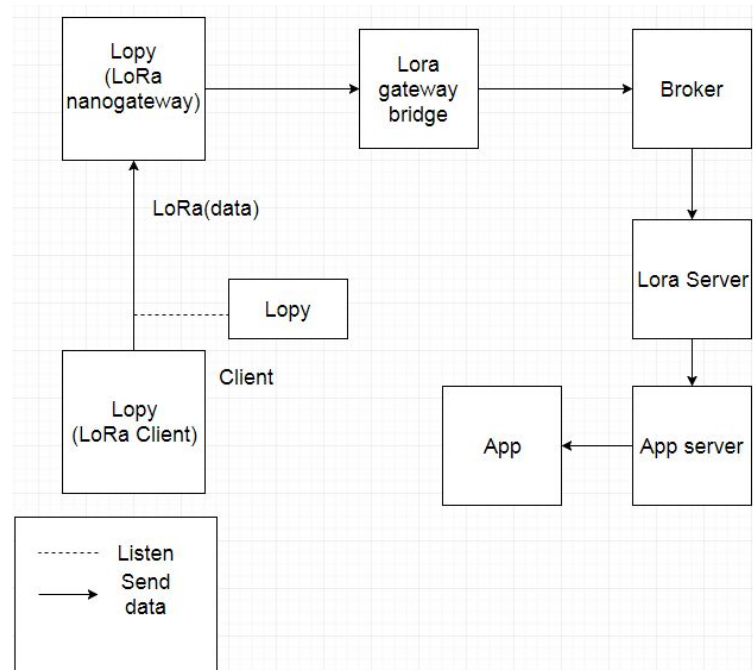 Lopy
(LoRa
nanogateway)
Lora
gateway
bridge
Broker
LoRa(data)
Lora Server
Lopy
Client
Lopy
(LoRa Client)
App
App server
Listen
Send
data